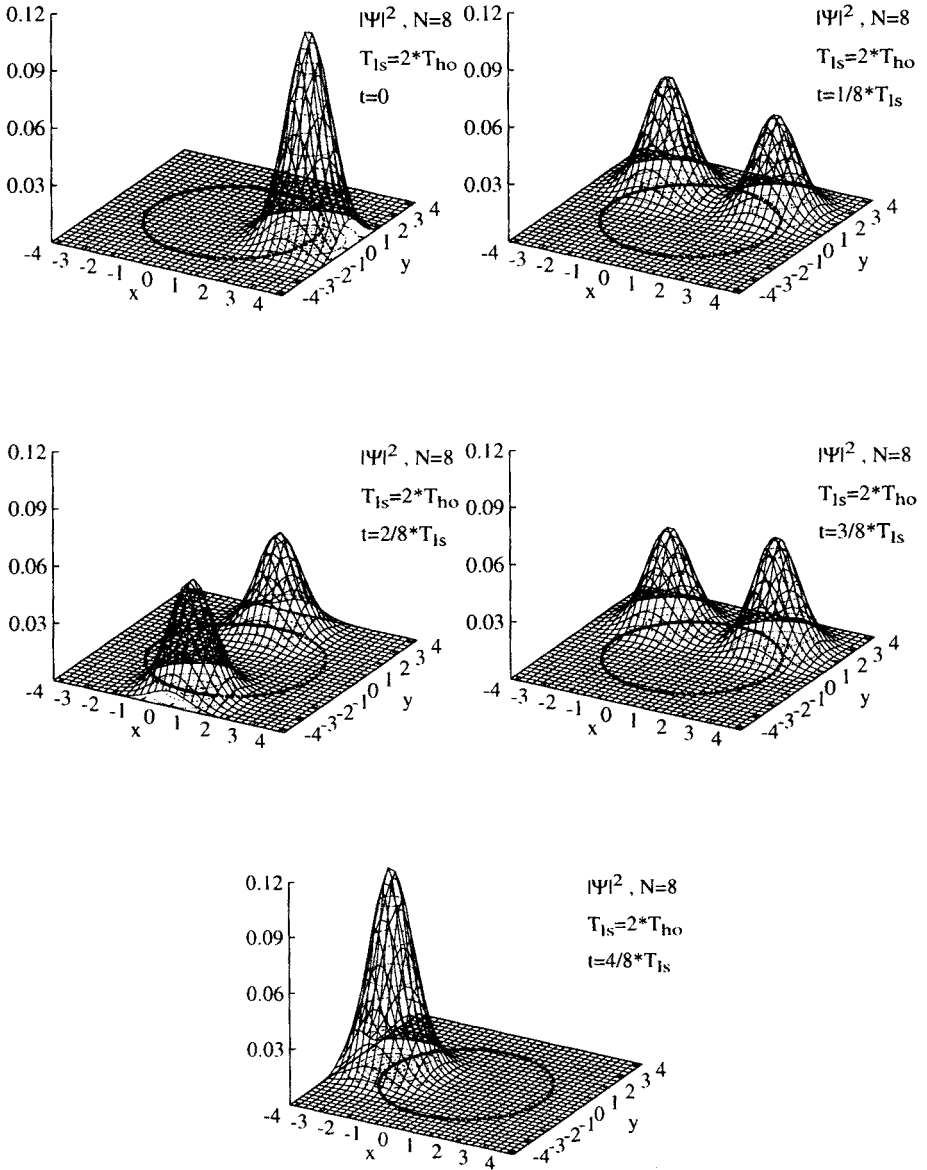 0.12
0.09
0.06
0.03
|Ψ|², N=8
T_ls=2*T_ho
t=0
-4 -3 -2 -1 0 1 2 3 4
x
-4 -3 -2 -1 0 1 2 3 4
y
0.12
0.09
0.06
0.03
|Ψ|², N=8
T_ls=2*T_ho
t=1/8*T_ls
-4 -3 -2 -1 0 1 2 3 4
x
-4 -3 -2 -1 0 1 2 3 4
y
0.12
0.09
0.06
0.03
|Ψ|², N=8
T_ls=2*T_ho
t=2/8*T_ls
-4 -3 -2 -1 0 1 2 3 4
x
-4 -3 -2 -1 0 1 2 3 4
y
0.12
0.09
0.06
0.03
|Ψ|², N=8
T_ls=2*T_ho
t=3/8*T_ls
-4 -3 -2 -1 0 1 2 3 4
x
-4 -3 -2 -1 0 1 2 3 4
y
0.12
0.09
0.06
0.03
|Ψ|², N=8
T_ls=2*T_ho
t=4/8*T_ls
-4 -3 -2 -1 0 1 2 3 4
x
-4 -3 -2 -1 0 1 2 3 4
y